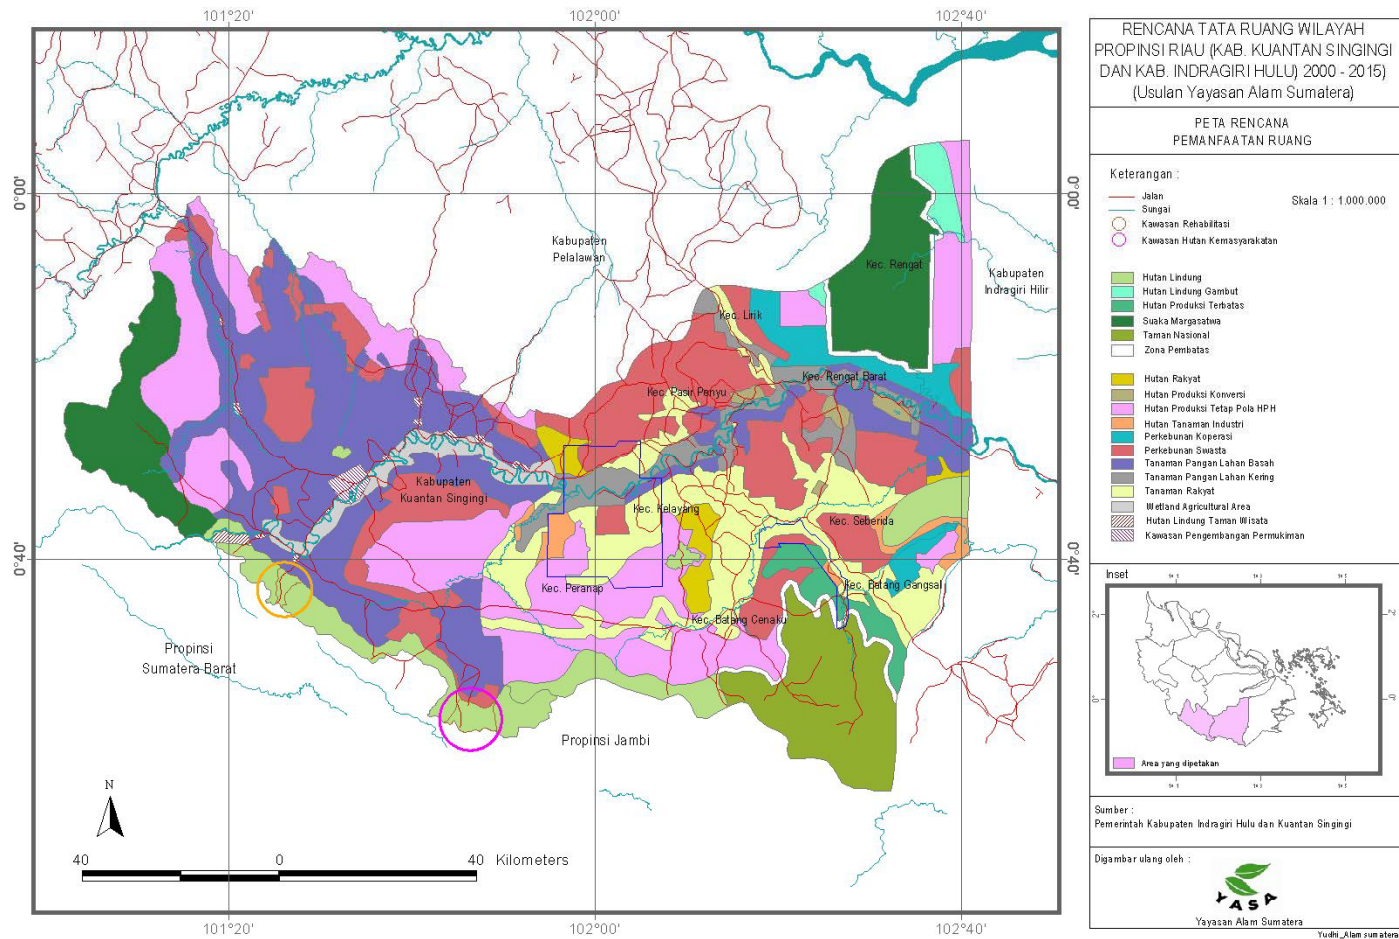 101°20'
102°00'
102°40'
0°00'
0°00'
0°40'
0°40'
101°20'
102°00'
102°40'
Kabupaten
Pelalawan
Kec. Rengat
Kabupaten
Indragiri Hilir
Kec. Lirik
Kec. Rengat Barat
Kec. Pasir Penyu
Kabupaten
Kuantan Singingi
Kec. Kelayang
Kec. Seberida
Kec. Peranap
Kec. Batang Gangsal
Kec. Batang Cenaku
Propinsi
Sumatera Barat
Propinsi Jambi
N
40 0 40 Kilometers
RENCANA TATA RUANG WILAYAH
PROPINSI RIAU (KAB. KUANTAN SINGINGI
DAN KAB. INDRAGIRI HULU) 2000 - 2015)
(Usulan Yayasan Alam Sumatera)
PETA RENCANA
PEMANFAATAN RUANG
Keterangan :
Skala 1 : 1.000.000
Jalan
Sungai
Kawasan Rehabilitasi
Kawasan Hutan Kemasyarakatan
Hutan Lindung
Hutan Lindung Gambut
Hutan Produksi Terbatas
Suaka Margasatwa
Taman Nasional
Zona Pembatas
Hutan Rakyat
Hutan Produksi Konversi
Hutan Produksi Tetap Pola HPH
Hutan Tanaman Industri
Perkebunan Koperasi
Perkebunan Swasta
Tanaman Pangan Lahan Basah
Tanaman Pangan Lahan Kering
Tanaman Rakyat
Wetland Agricultural Area
Hutan Lindung Taman Wisata
Kawasan Pengembangan Permukiman
Inset
2°
0°
Area yang dipetakan
Sumber :
Pemerintah Kabupaten Indragiri Hulu dan Kuantan Singingi
Digambar ulang oleh :
YASA
Yayasan Alam Sumatera
Yudhi_Alam sumatera